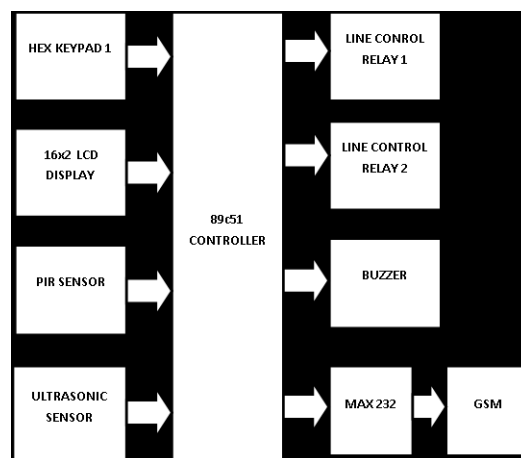 HEX KEYPAD 1
LINE CONROL
RELAY 1
16x2 LCD
DISPLAY
LINE CONTROL
RELAY 2
89c51
CONTROLLER
PIR SENSOR
BUZZER
ULTRASONIC
SENSOR
MAX 232
GSM